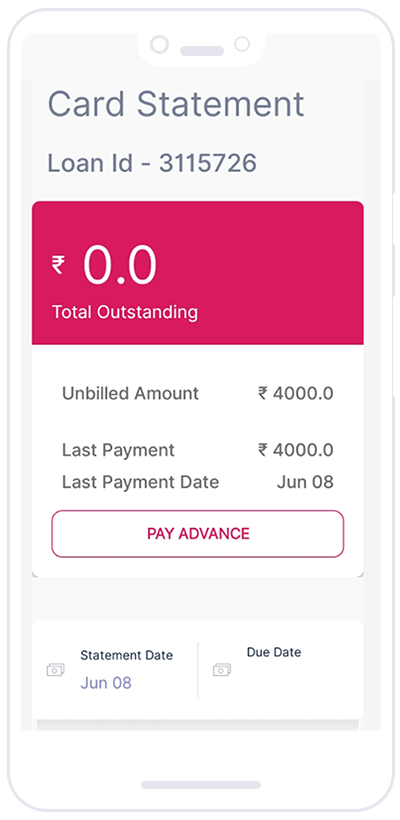 Card Statement
Loan Id - 3115726
₹ 0.0
Total Outstanding
Unbilled Amount ₹ 4000.0
Last Payment ₹ 4000.0
Last Payment Date Jun 08
PAY ADVANCE
Statement Date Due Date
Jun 08